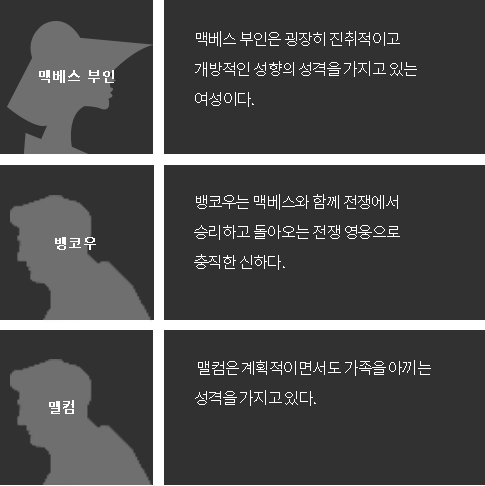 맥베스 부인
맥베스 부인은 굉장히 진취적이고
개방적인 성향의 성격을 가지고 있는
여성이다.
뱅코우
뱅코우는 맥베스와 함께 전쟁에서
승리하고 돌아오는 전쟁 영웅으로
충직한 신하다.
맬컴
맬컴은 계획적이면서도 가족을 아끼는
성격을 가지고 있다.